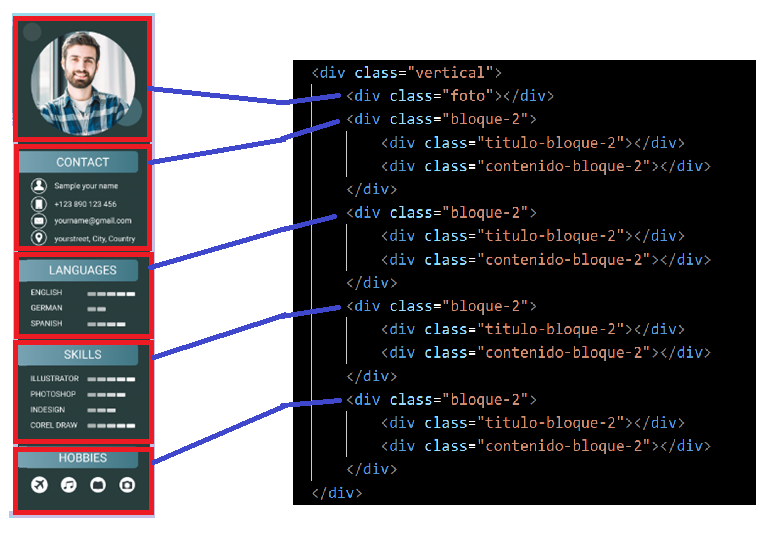 CONTACT
Sample your name
+123 890 123 456
yourname@gmail.com
yourstreet, City, Country
LANGUAGES
ENGLISH
GERMAN
SPANISH
SKILLS
ILLUSTRATOR
PHOTOSHOP
INDESIGN
COREL DRAW
HOBBIES
<div class="vertical">
<div class="foto"></div>
<div class="bloque-2">
<div class="titulo-bloque-2"></div>
<div class="contenido-bloque-2"></div>
</div>
<div class="bloque-2">
<div class="titulo-bloque-2"></div>
<div class="contenido-bloque-2"></div>
</div>
<div class="bloque-2">
<div class="titulo-bloque-2"></div>
<div class="contenido-bloque-2"></div>
</div>
<div class="bloque-2">
<div class="titulo-bloque-2"></div>
<div class="contenido-bloque-2"></div>
</div>
</div>